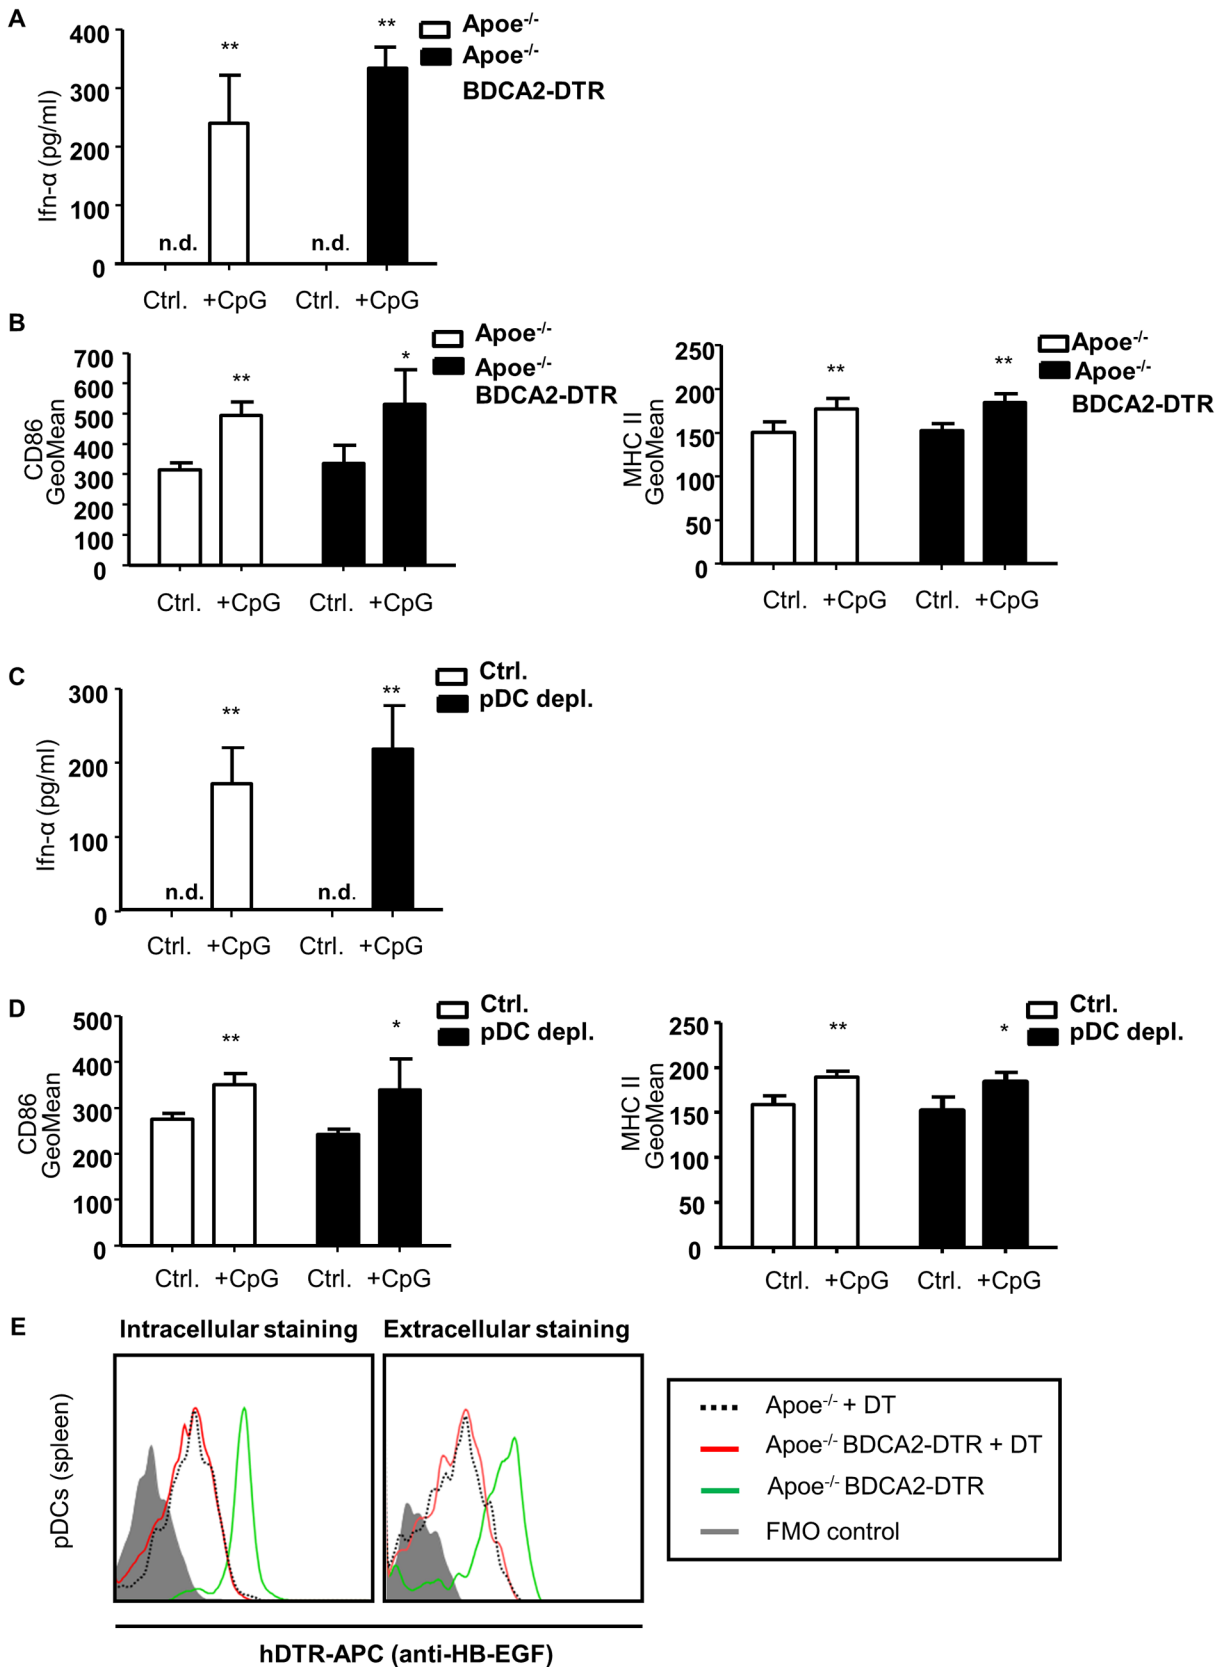 A
400
300
200
100
0
Ifn-α (pg/ml)
** **
n.d. n.d.
Ctrl. +CpG Ctrl. +CpG
Apoe-/-
Apoe-/-
BDCA2-DTR
B
700
600
500
400
300
200
100
0
CD86
GeoMean
** *
Ctrl. +CpG Ctrl. +CpG
Apoe-/-
Apoe-/-
BDCA2-DTR
250
200
150
100
50
0
MHC II
GeoMean
** **
Ctrl. +CpG Ctrl. +CpG
Apoe-/-
Apoe-/-
BDCA2-DTR
C
300
200
100
0
Ifn-α (pg/ml)
** **
n.d. n.d.
Ctrl. +CpG Ctrl. +CpG
Ctrl.
pDC depl.
D
500
400
300
200
100
0
CD86
GeoMean
** *
Ctrl. +CpG Ctrl. +CpG
Ctrl.
pDC depl.
250
200
150
100
50
0
MHC II
GeoMean
** *
Ctrl. +CpG Ctrl. +CpG
Ctrl.
pDC depl.
E
Intracellular staining Extracellular staining
pDCs (spleen)
hDTR-APC (anti-HB-EGF)
Apoe-/- + DT
Apoe-/- BDCA2-DTR + DT
Apoe-/- BDCA2-DTR
FMO control